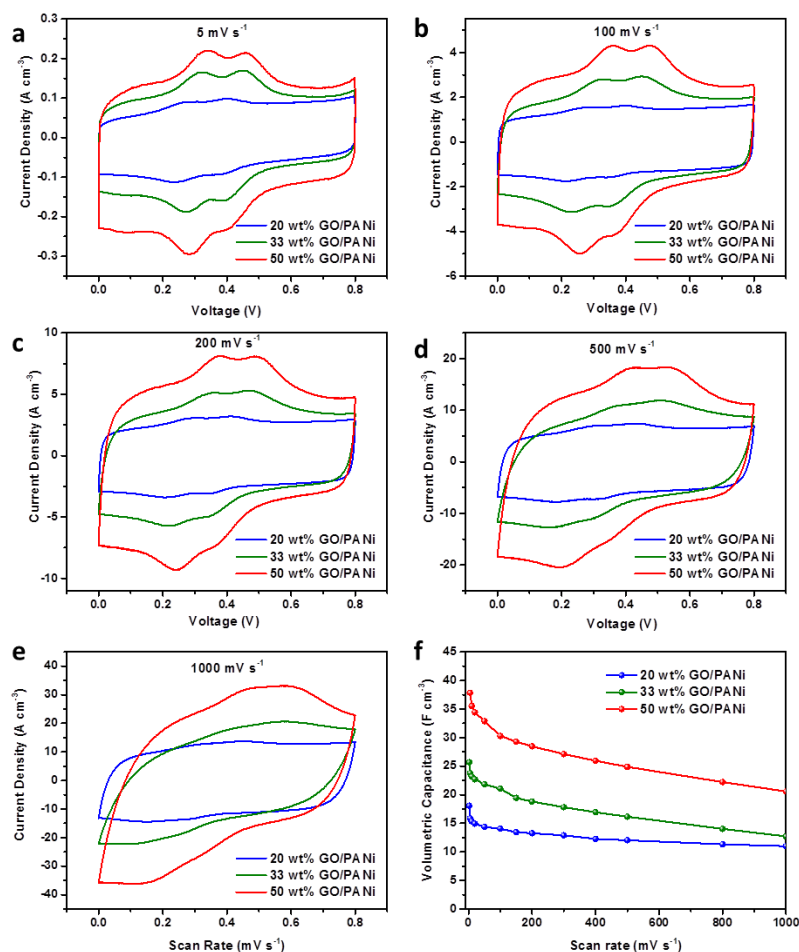 a
5 mV s⁻¹
0.3
0.2
0.1
0.0
-0.1
-0.2
-0.3
Current Density (A cm⁻³)
20 wt% GO/PANi
33 wt% GO/PANi
50 wt% GO/PANi
0.0 0.2 0.4 0.6 0.8
Voltage (V)
b
100 mV s⁻¹
6
4
2
0
-2
-4
-6
Current Density (A cm⁻³)
20 wt% GO/PANi
33 wt% GO/PANi
50 wt% GO/PANi
0.0 0.2 0.4 0.6 0.8
Voltage (V)
c
200 mV s⁻¹
10
5
0
-5
-10
Current Density (A cm⁻³)
20 wt% GO/PANi
33 wt% GO/PANi
50 wt% GO/PANi
0.0 0.2 0.4 0.6 0.8
Voltage (V)
d
500 mV s⁻¹
20
10
0
-10
-20
Current Density (A cm⁻³)
20 wt% GO/PANi
33 wt% GO/PANi
50 wt% GO/PANi
0.0 0.2 0.4 0.6 0.8
Voltage (V)
e
1000 mV s⁻¹
40
30
20
10
0
-10
-20
-30
-40
Current Density (A cm⁻³)
20 wt% GO/PANi
33 wt% GO/PANi
50 wt% GO/PANi
0.0 0.2 0.4 0.6 0.8
Scan Rate (mV s⁻¹)
f
45
40
35
30
25
20
15
10
5
0
Volumetric Capacitance (F cm⁻³)
20 wt% GO/PANi
33 wt% GO/PANi
50 wt% GO/PANi
0 200 400 600 800 1000
Scan rate (mV s⁻¹)